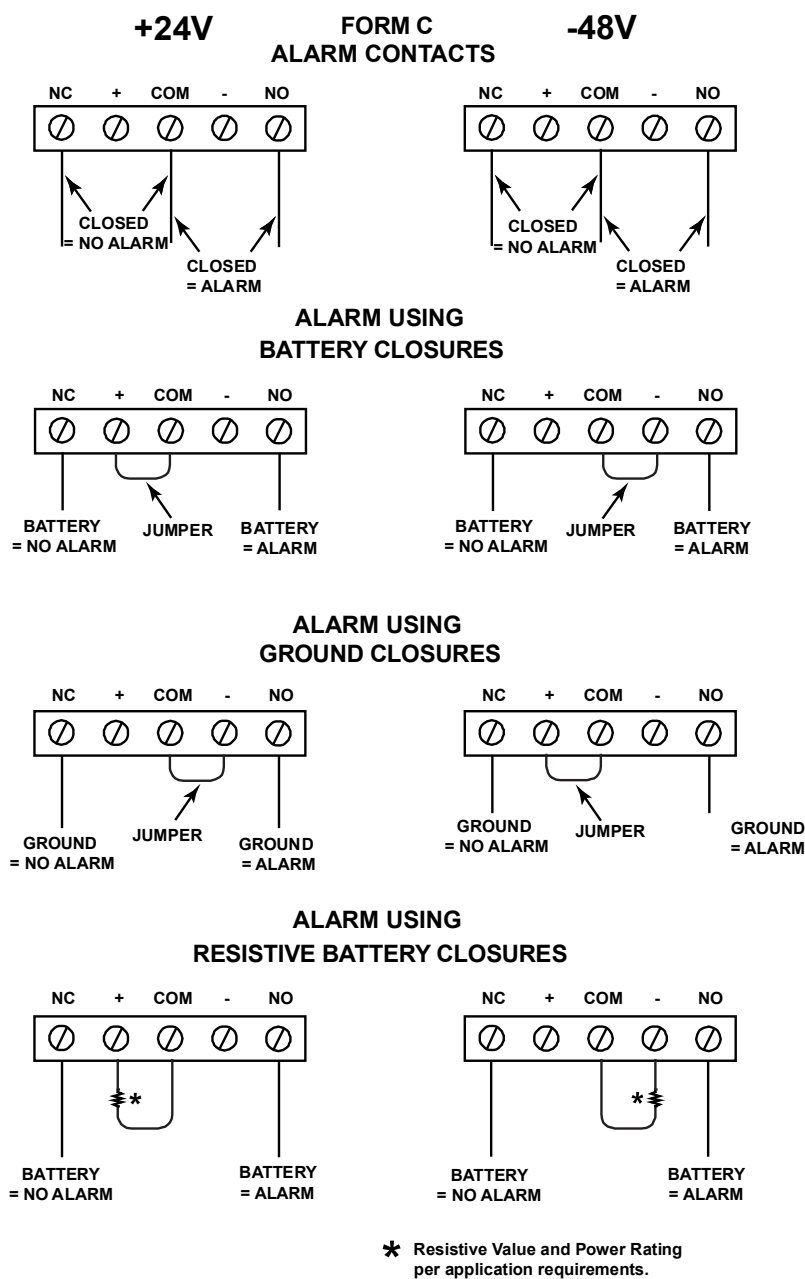 +24V
FORM C
ALARM CONTACTS
-48V
NC + COM - NO
NC + COM - NO
CLOSED
= NO ALARM
CLOSED
= ALARM
CLOSED
= NO ALARM
CLOSED
= ALARM
ALARM USING
BATTERY CLOSURES
NC + COM - NO
NC + COM - NO
BATTERY
= NO ALARM
JUMPER
BATTERY
= ALARM
BATTERY
= NO ALARM
JUMPER
BATTERY
= ALARM
ALARM USING
GROUND CLOSURES
NC + COM - NO
NC + COM - NO
GROUND
= NO ALARM
JUMPER
GROUND
= ALARM
GROUND
= NO ALARM
JUMPER
GROUND
= ALARM
ALARM USING
RESISTIVE BATTERY CLOSURES
NC + COM - NO
NC + COM - NO
*
*
BATTERY
= NO ALARM
BATTERY
= ALARM
BATTERY
= NO ALARM
BATTERY
= ALARM
* Resistive Value and Power Rating
per application requirements.